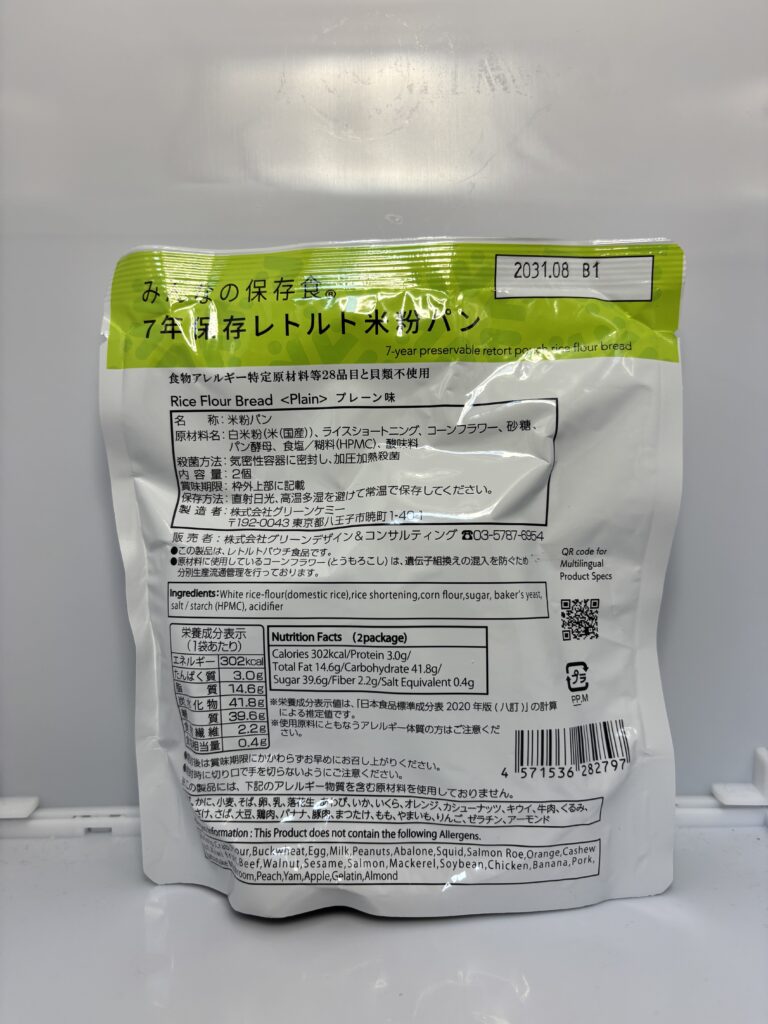 2031.08 B1
みんなの保存食®
7年保存レトルト米粉パン
7-year preservable retort pouch rice flour bread
食物アレルギー特定原材料等28品目と貝類不使用
Rice Flour Bread <Plain> プレーン味
名 称:米粉パン
原材料名:白米粉(米(国産))、ライスショートニング、コーンフラワー、砂糖、
パン酵母、食塩/糊料(HPMC)、酸味料
殺菌方法:気密性容器に密封し、加圧加熱殺菌
内 容 量:2個
賞味期限:枠外上部に記載
保存方法:直射日光、高温多湿を避けて常温で保存してください。
製 造 者:株式会社グリーンケミー
〒192-0043 東京都八王子市暁町1-40-1
販 売 者:株式会社グリーンデザイン&コンサルティング ☎03-5787-6954
●この製品は、レトルトパウチ食品です。
●原材料に使用しているコーンフラワー(とうもろこし)は、遺伝子組換えの混入を防ぐため
分別生産流通管理を行っております。
QR code for
Multilingual
Product Specs
Ingredients:White rice-flour(domestic rice),rice shortening,corn flour,sugar, baker's yeast,
salt / starch (HPMC), acidifier
栄養成分表示
(1袋あたり)
エネルギー 302kcal
たんぱく質 3.0g
脂 質 14.6g
炭水化物 41.8g
質 39.6g
繊維 2.2g
相当量 0.4g
Nutrition Facts (2package)
Calories 302kcal/Protein 3.0g/
Total Fat 14.6g/Carbohydrate 41.8g/
Sugar 39.6g/Fiber 2.2g/Salt Equivalent 0.4g
※栄養成分表示値は、「日本食品標準成分表2020年版(八訂)」の計算
による推定値です。
※使用原料にともなうアレルギー体質の方はご注意くだ
さい。
プラ
PP,M
4 571536 282797
後は賞味期限にかかわらずお早めにお召し上がりください。
時に切り口で手を切らないようにご注意ください。
この製品には、下記のアレルギー物質を含む原材料を使用しておりません。
かに、小麦、そば、卵、乳、落花生、あわび、いか、いくら、オレンジ、カシューナッツ、キウイ、牛肉、くるみ、
さけ、さば、大豆、鶏肉、バナナ、豚肉、まつたけ、もも、やまいも、りんご、ゼラチン、アーモンド
Information : This Product does not contain the following Allergens.
Flour,Buckwheat,Egg,Milk,Peanuts,Abalone,Squid,Salmon Roe,Orange,Cashew
Beef,Walnut,Sesame,Salmon,Mackerel,Soybean,Chicken,Banana,Pork,
Peach,Yam,Apple,Gelatin,Almond